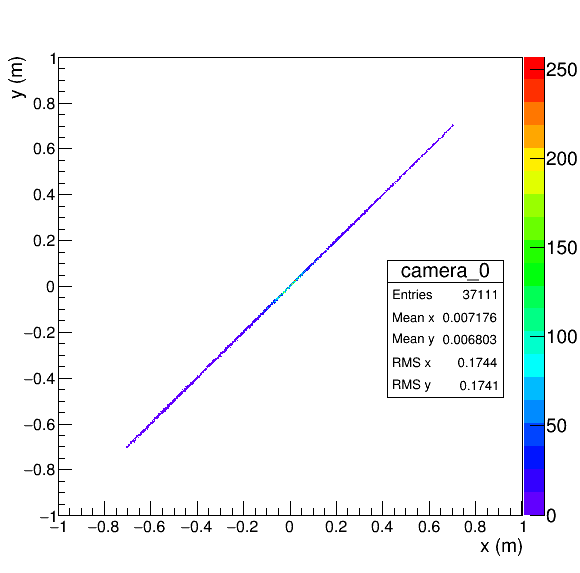 y (m)
1
0.8
0.6
0.4
0.2
0
−0.2
−0.4
−0.6
−0.8
−1
−1 −0.8 −0.6 −0.4 −0.2 0 0.2 0.4 0.6 0.8 1
x (m)
camera_0
Entries 37111
Mean x 0.007176
Mean y 0.006803
RMS x 0.1744
RMS y 0.1741
250
200
150
100
50
0